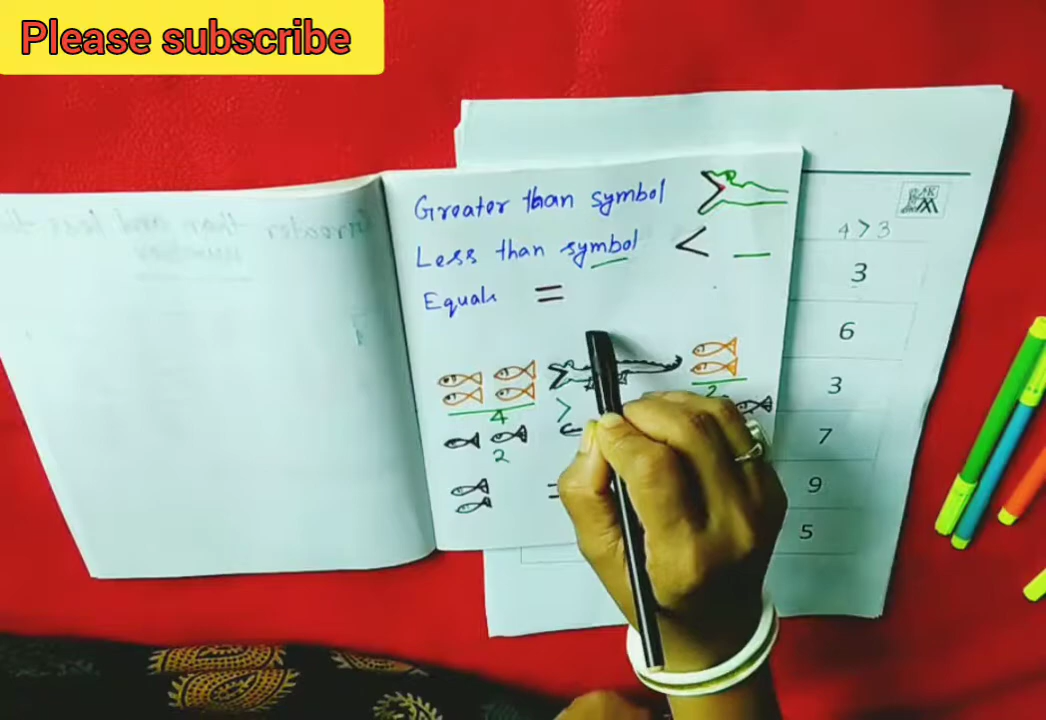 Please subscribe
Greater than symbol >
Less than symbol <
Equals =
4 > 2
2
=
4 > 3
3
6
3
7
9
5